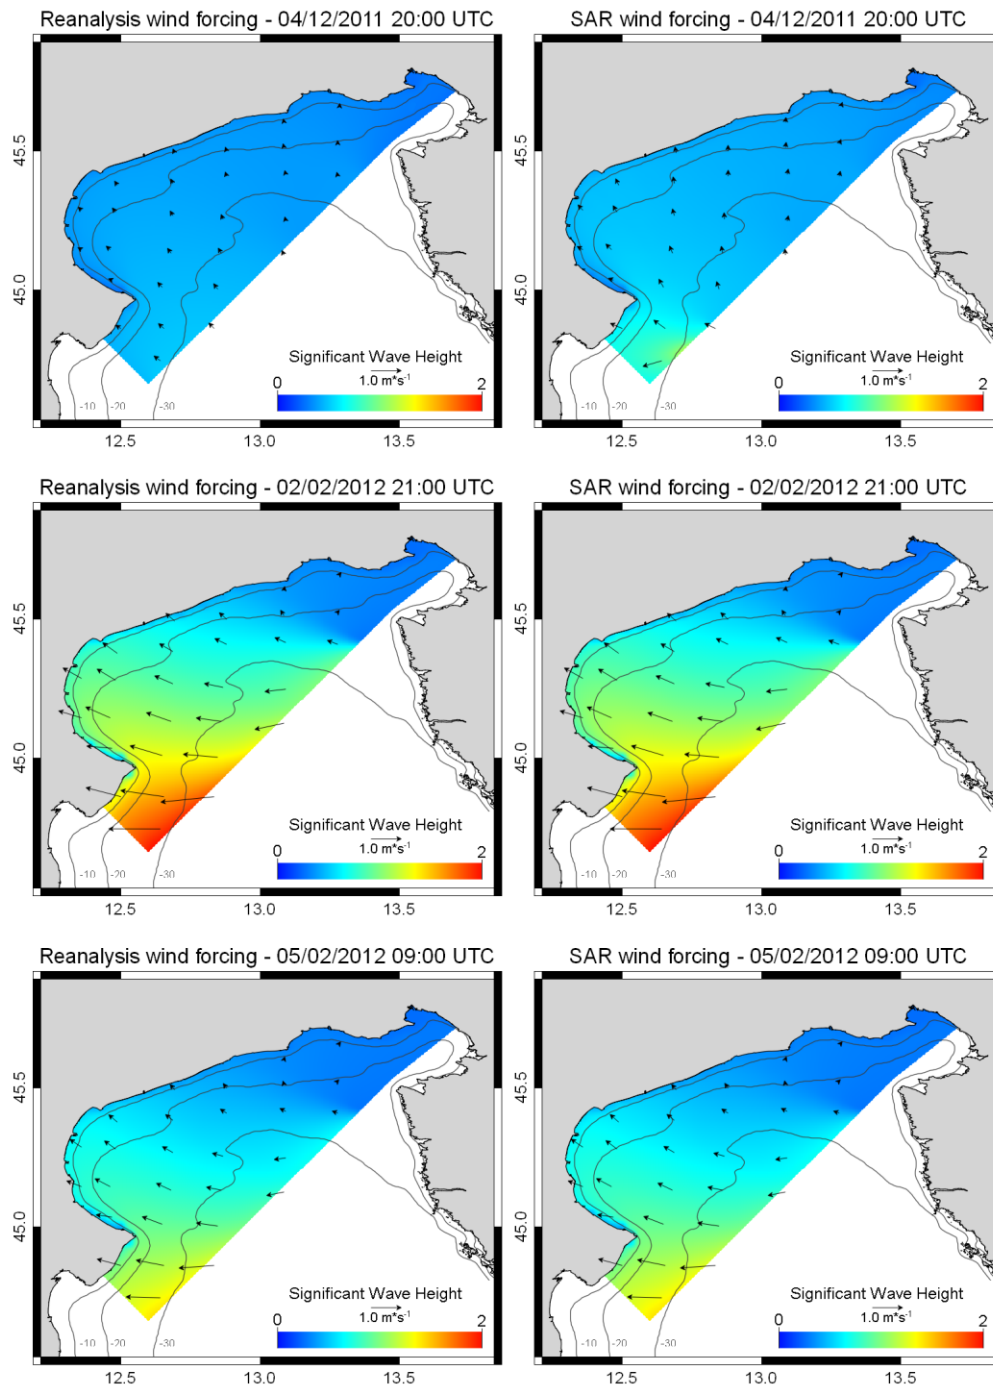 Reanalysis wind forcing - 04/12/2011 20:00 UTC
45.5
45.0
Significant Wave Height
1.0 m*s-1
0 2
-10 -20 -30
12.5 13.0 13.5
SAR wind forcing - 04/12/2011 20:00 UTC
45.5
45.0
Significant Wave Height
1.0 m*s-1
0 2
-10 -20 -30
12.5 13.0 13.5
Reanalysis wind forcing - 02/02/2012 21:00 UTC
45.5
45.0
Significant Wave Height
1.0 m*s-1
0 2
-10 -20 -30
12.5 13.0 13.5
SAR wind forcing - 02/02/2012 21:00 UTC
45.5
45.0
Significant Wave Height
1.0 m*s-1
0 2
-10 -20 -30
12.5 13.0 13.5
Reanalysis wind forcing - 05/02/2012 09:00 UTC
45.5
45.0
Significant Wave Height
1.0 m*s-1
0 2
-10 -20 -30
12.5 13.0 13.5
SAR wind forcing - 05/02/2012 09:00 UTC
45.5
45.0
Significant Wave Height
1.0 m*s-1
0 2
-10 -20 -30
12.5 13.0 13.5